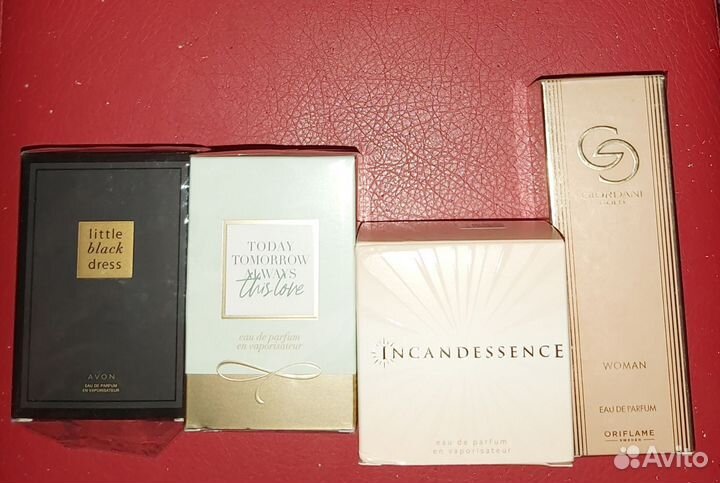 little
black
dress
AVON
EAU DE PARFUM
EN VAPORISATEUR
TODAY
TOMORROW
ALWAYS
this love
eau de parfum
en vaporisateur
INCANDESSENCE
eau de parfum
en vaporisateur
GIORDANI
GOLD
WOMAN
EAU DE PARFUM
ORIFLAME
SWEDEN
Avito